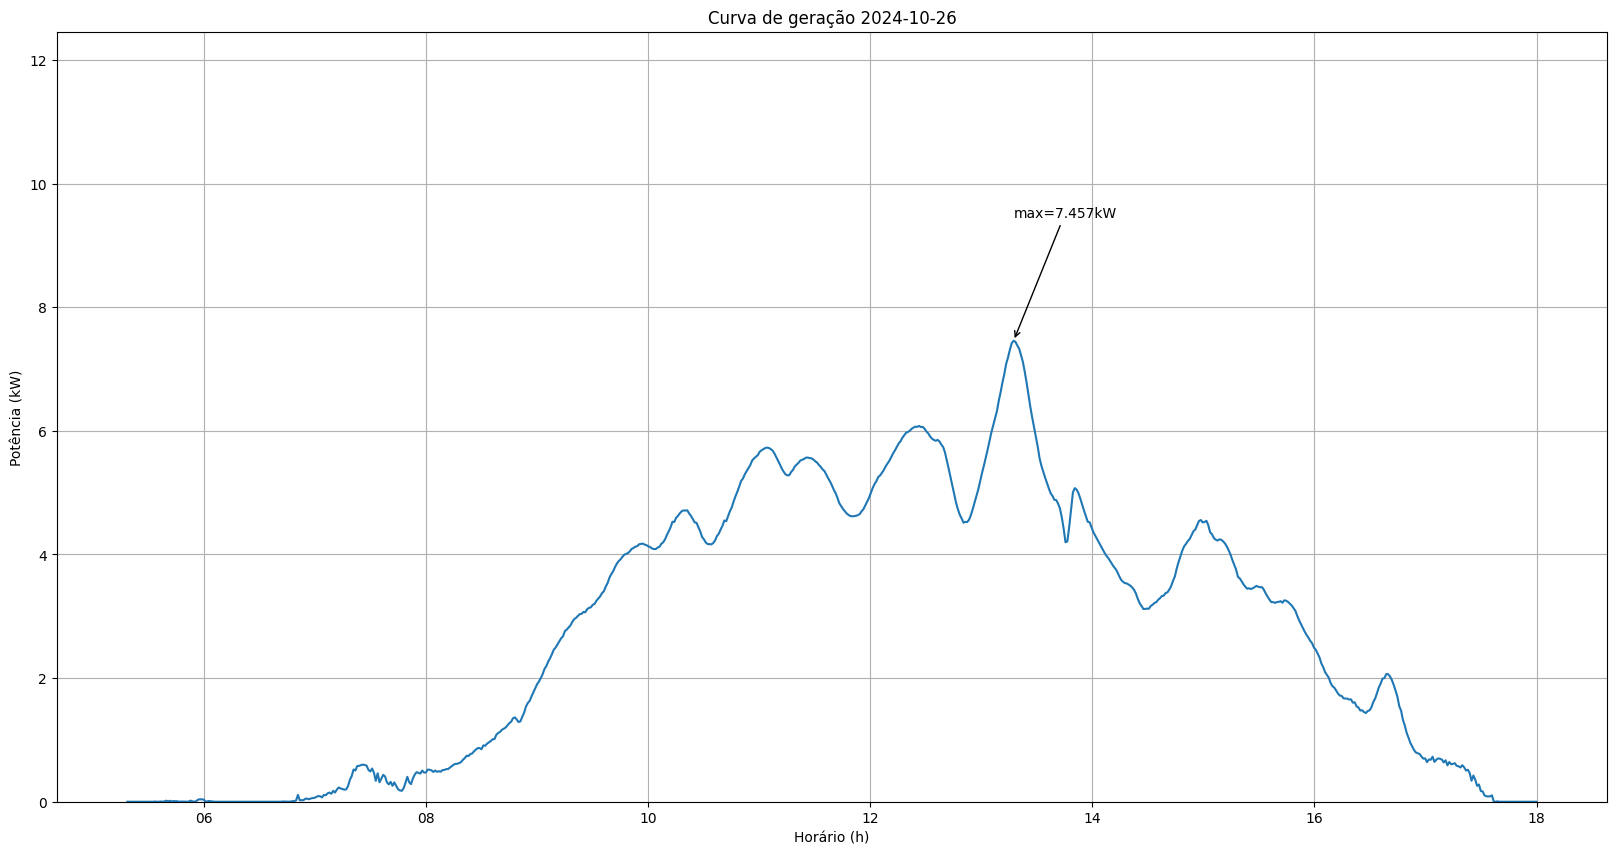 Curva de geração 2024-10-26
12
10
8
6
4
2
0
Potência (kW)
max=7.457kW
06 08 10 12 14 16 18
Horário (h)